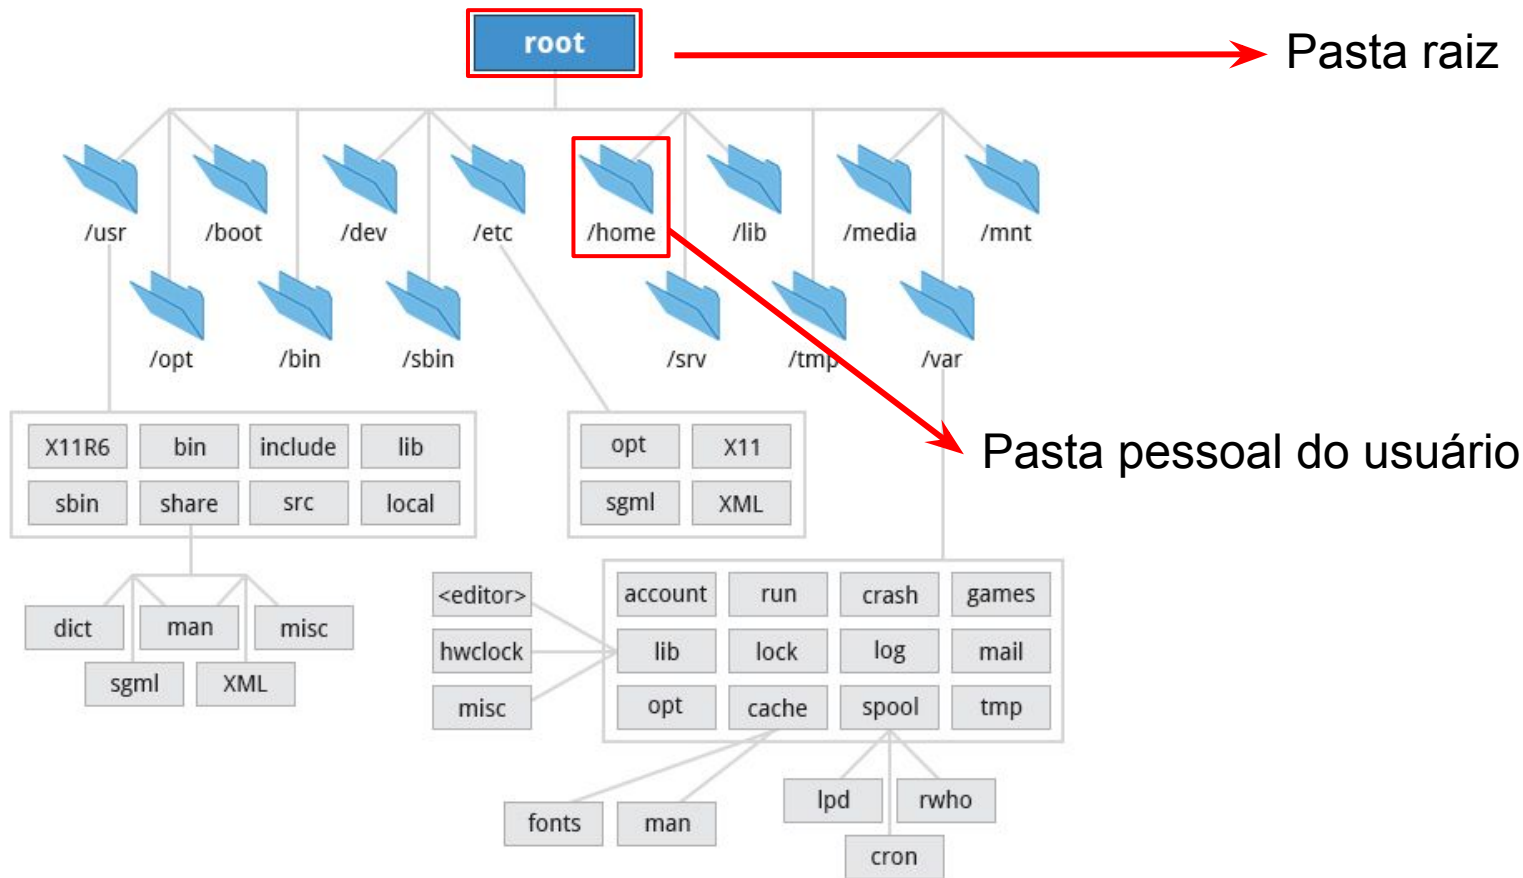 root
Pasta raiz
/usr /boot /dev /etc /home /lib /media /mnt
/opt /bin /sbin /srv /tmp /var
X11R6 bin include lib
sbin share src local
opt X11
sgml XML
Pasta pessoal do usuário
dict man misc
sgml XML
<editor>
hwclock
misc
account run crash games
lib lock log mail
opt cache spool tmp
fonts man
lpd rwho
cron